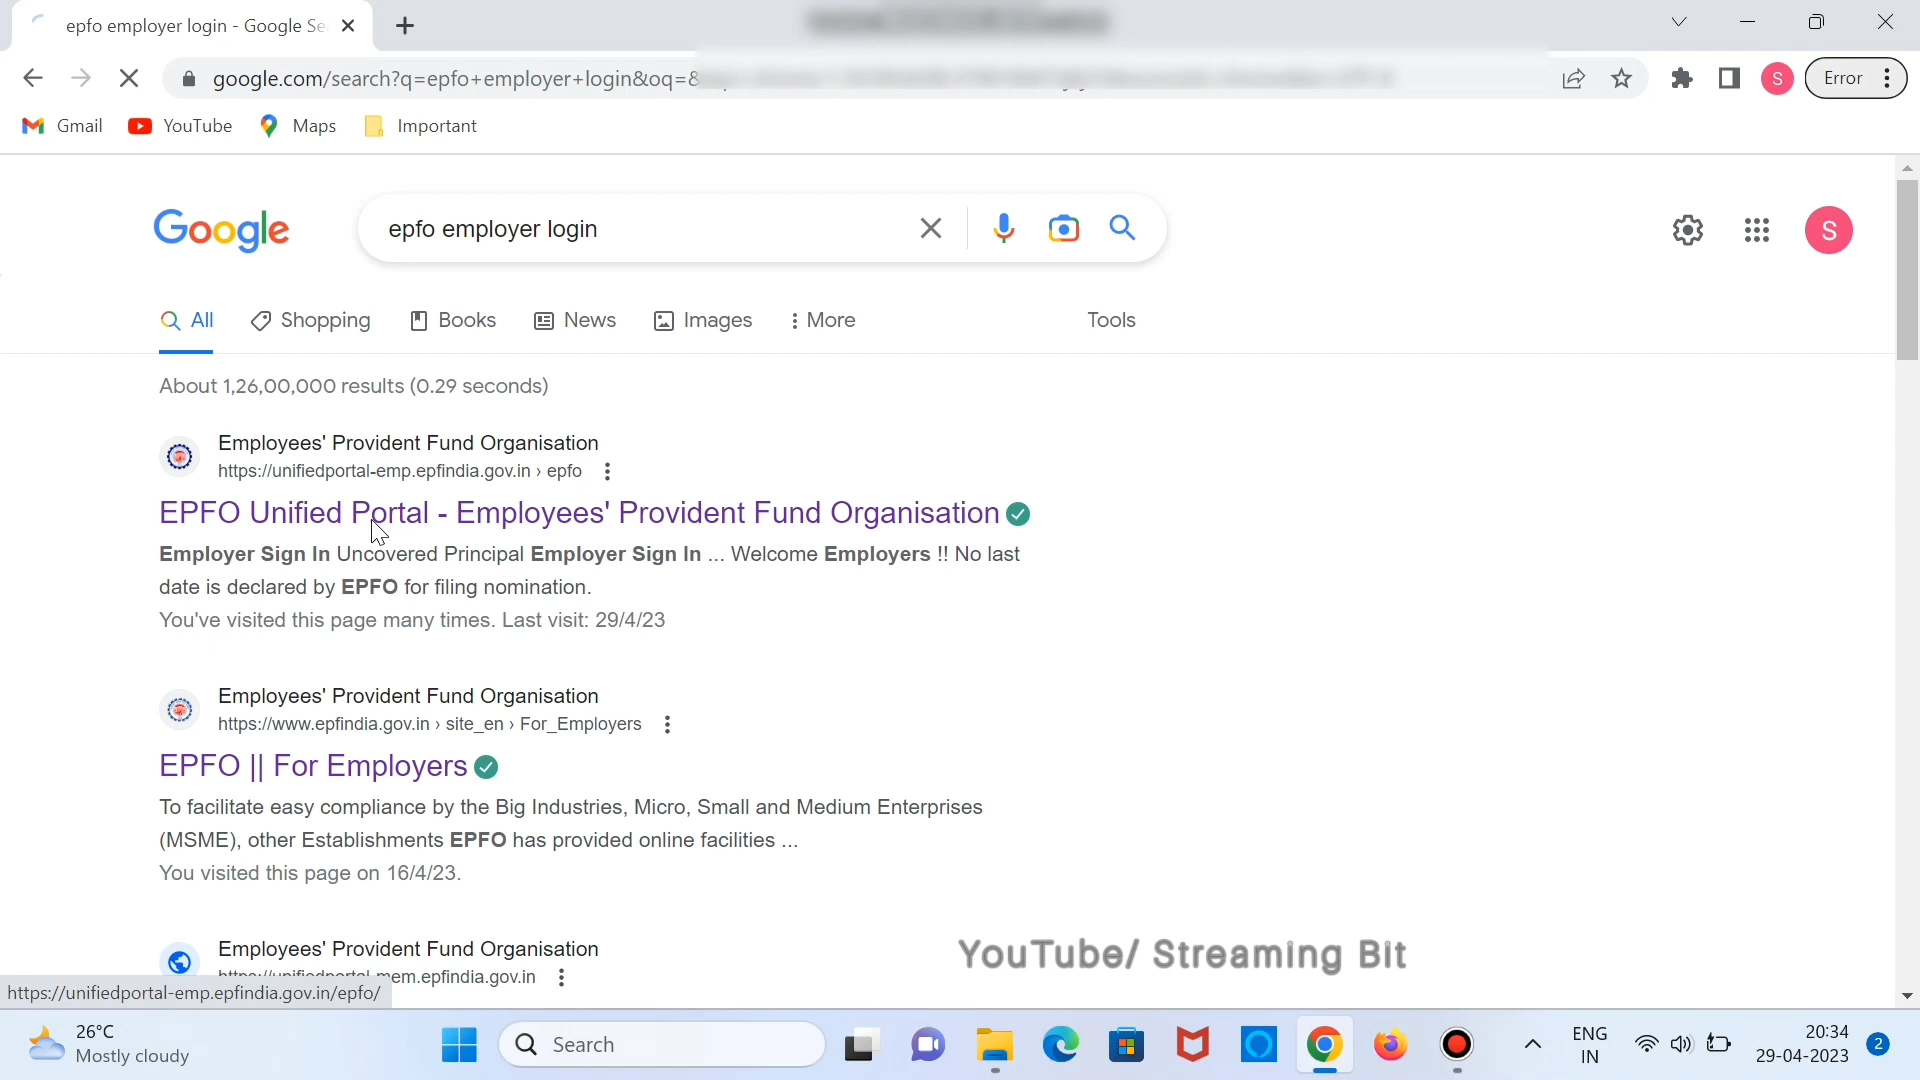 epfo employer login - Google Se
google.com/search?q=epfo+employer+login&oq=
Error
Gmail
YouTube
Maps
Important
Google
epfo employer login
S
All
Shopping
Books
News
Images
More
Tools
About 1,26,00,000 results (0.29 seconds)
Employees' Provident Fund Organisation
https://unifiedportal-emp.epfindia.gov.in › epfo
EPFO Unified Portal - Employees' Provident Fund Organisation
Employer Sign In Uncovered Principal Employer Sign In ... Welcome Employers !! No last
date is declared by EPFO for filing nomination.
You've visited this page many times. Last visit: 29/4/23
Employees' Provident Fund Organisation
https://www.epfindia.gov.in › site_en › For_Employers
EPFO || For Employers
To facilitate easy compliance by the Big Industries, Micro, Small and Medium Enterprises
(MSME), other Establishments EPFO has provided online facilities ...
You visited this page on 16/4/23.
Employees' Provident Fund Organisation
https://unifiedportal-mem.epfindia.gov.in
YouTube/ Streaming Bit
https://unifiedportal-emp.epfindia.gov.in/epfo/
26°C
Mostly cloudy
Search
ENG
IN
20:34
29-04-2023
2